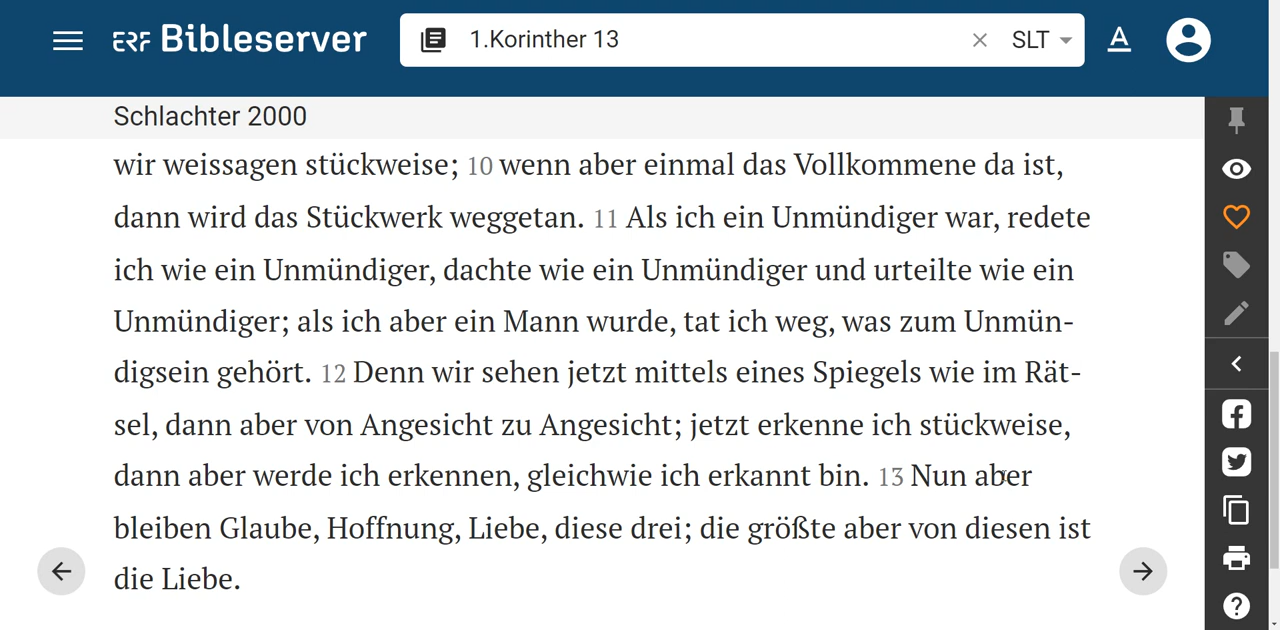 ERF Bibleserver
1.Korinther 13
SLT
A
Schlachter 2000
wir weissagen stückweise; 10 wenn aber einmal das Vollkommene da ist,
dann wird das Stückwerk weggetan. 11 Als ich ein Unmündiger war, redete
ich wie ein Unmündiger, dachte wie ein Unmündiger und urteilte wie ein
Unmündiger; als ich aber ein Mann wurde, tat ich weg, was zum Unmün-
digsein gehört. 12 Denn wir sehen jetzt mittels eines Spiegels wie im Rät-
sel, dann aber von Angesicht zu Angesicht; jetzt erkenne ich stückweise,
dann aber werde ich erkennen, gleichwie ich erkannt bin. 13 Nun aber
bleiben Glaube, Hoffnung, Liebe, diese drei; die größte aber von diesen ist
die Liebe.